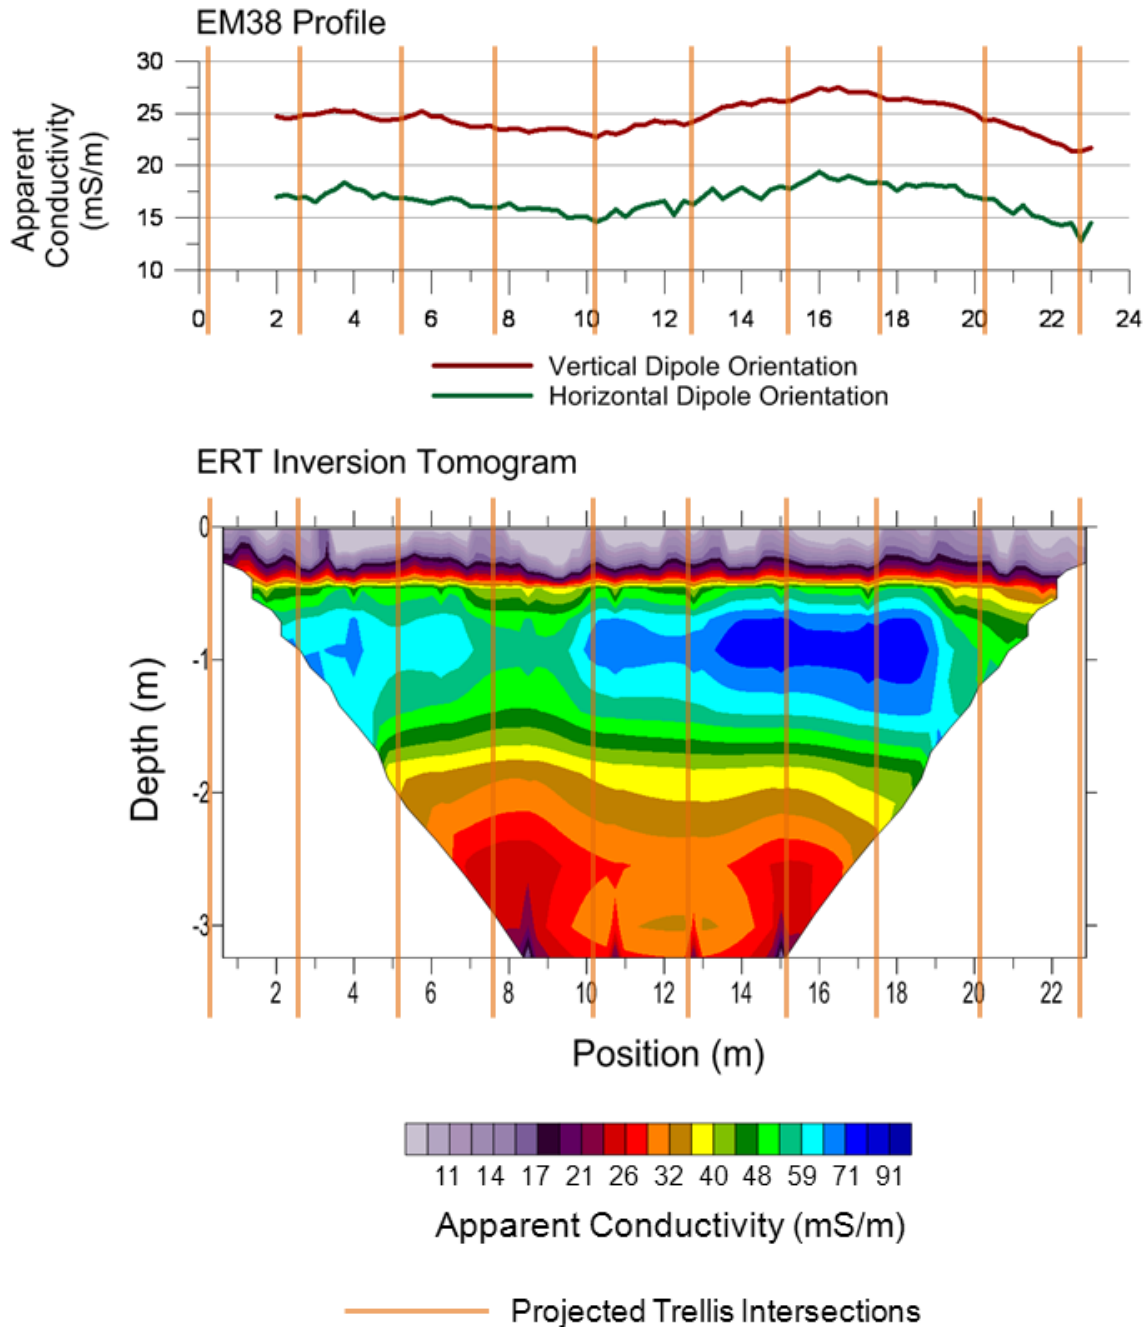 EM38 Profile
30
25
20
15
10
Apparent
Conductivity
(mS/m)
0 2 4 6 8 10 12 14 16 18 20 22 24
Vertical Dipole Orientation
Horizontal Dipole Orientation
ERT Inversion Tomogram
0
-1
-2
-3
Depth (m)
2 4 6 8 10 12 14 16 18 20 22
Position (m)
11 14 17 21 26 32 40 48 59 71 91
Apparent Conductivity (mS/m)
Projected Trellis Intersections